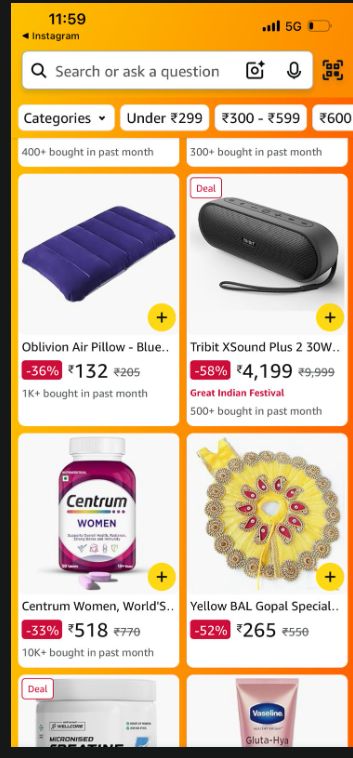 11:59
5G
◀ Instagram
Search or ask a question
Categories
Under ₹299
₹300 - ₹599
₹600
400+ bought in past month
300+ bought in past month
Deal
tribit
Oblivion Air Pillow - Blue..
-36% ₹132 ₹205
1K+ bought in past month
Tribit XSound Plus 2 30W..
-58% ₹4,199 ₹9,999
Great Indian Festival
500+ bought in past month
Centrum
WOMEN
Centrum Women, World'S..
-33% ₹518 ₹770
10K+ bought in past month
Yellow BAL Gopal Special..
-52% ₹265 ₹550
Deal
WELLCORE
MICRONISED
CREATINE
Vaseline
Gluta-Hya